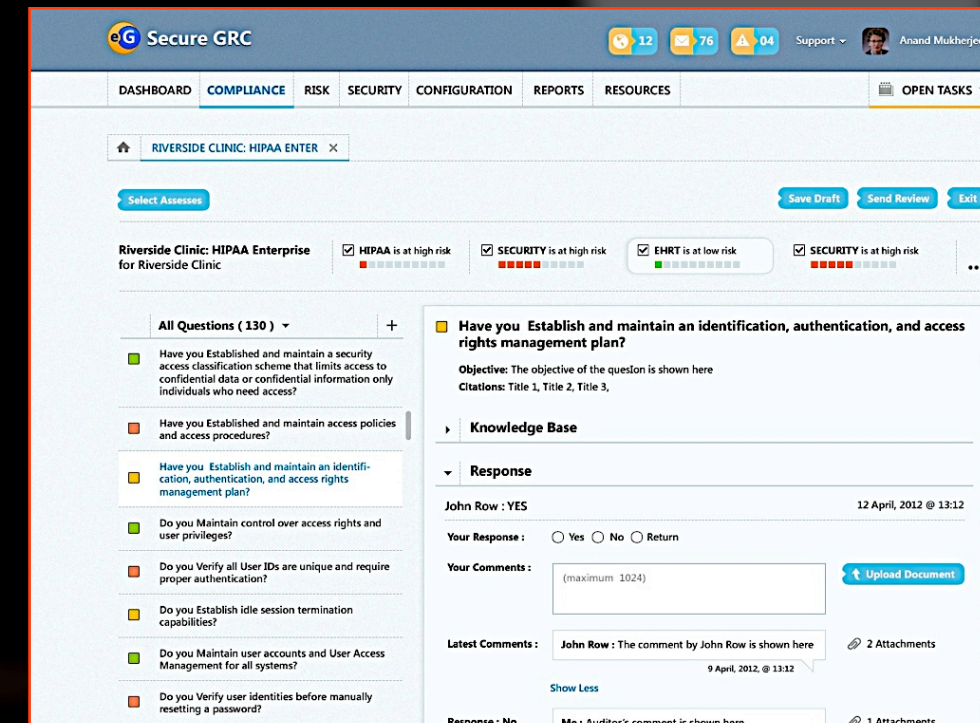 eG Secure GRC
12 76 04 Support Anand Mukherjee
DASHBOARD COMPLIANCE RISK SECURITY CONFIGURATION REPORTS RESOURCES OPEN TASKS
RIVERSIDE CLINIC: HIPAA ENTER ×
Select Assesses Save Draft Send Review Exit
Riverside Clinic: HIPAA Enterprise
for Riverside Clinic
HIPAA is at high risk
SECURITY is at high risk
EHRT is at low risk
SECURITY is at high risk
All Questions ( 130 ) +
Have you Established and maintain a security
access classification scheme that limits access to
confidential data or confidential information only
individuals who need access?
Have you Established and maintain access policies
and access procedures?
Have you Establish and maintain an identifi-
cation, authentication, and access rights
management plan?
Do you Maintain control over access rights and
user privileges?
Do you Verify all User IDs are unique and require
proper authentication?
Do you Establish idle session termination
capabilities?
Do you Maintain user accounts and User Access
Management for all systems?
Do you Verify user identities before manually
resetting a password?
Have you Establish and maintain an identification, authentication, and access
rights management plan?
Objective: The objective of the quesIon is shown here
Citations: Title 1, Title 2, Title 3,
Knowledge Base
Response
John Row : YES 12 April, 2012 @ 13:12
Your Response : Yes No Return
Your Comments : (maximum 1024) Upload Document
Latest Comments : John Row : The comment by John Row is shown here 2 Attachments
9 April, 2012, @ 13:12
Show Less
Response : No Me : Auditor's comment is shown here 1 Attachments